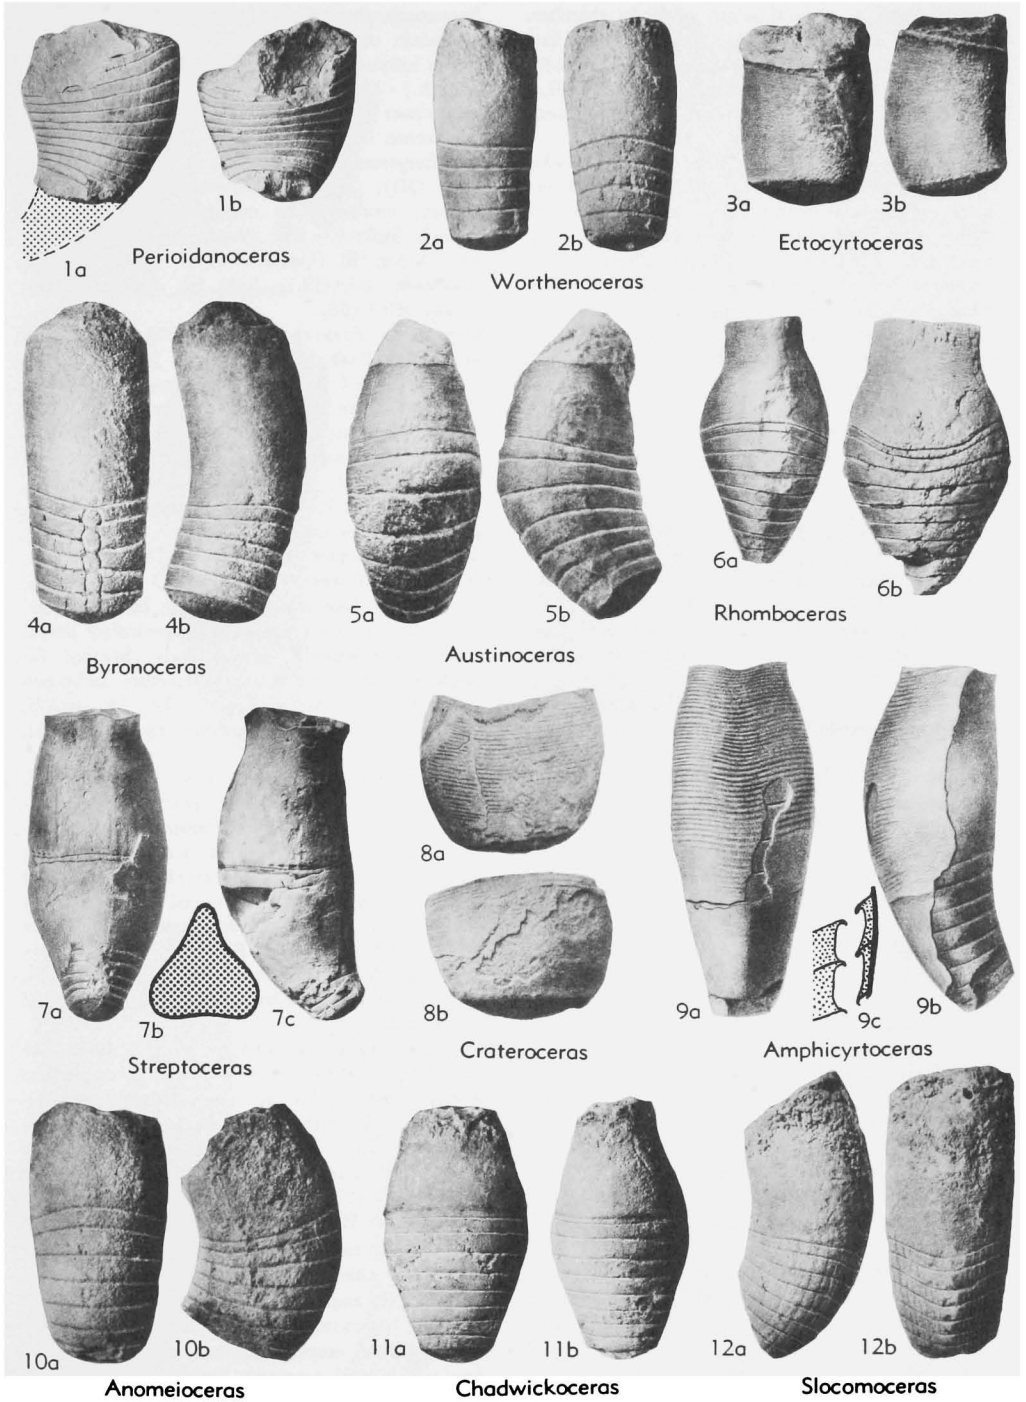 1a
1b
Perioidanoceras
2a
2b
Worthenoceras
3a
3b
Ectocyrtoceras
4a
4b
Byronoceras
5a
5b
Austinoceras
6a
6b
Rhomboceras
7a
7b
7c
Streptoceras
8a
8b
Crateroceras
9a
9c
9b
Amphicyrtoceras
10a
10b
Anomeioceras
11a
11b
Chadwickoceras
12a
12b
Slocomoceras